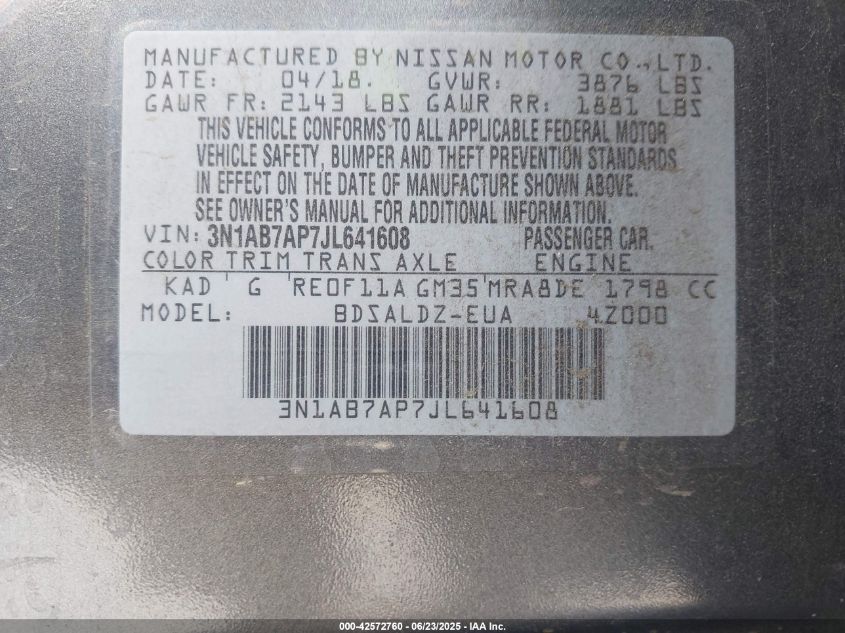 MANUFACTURED BY NISSAN MOTOR CO.,LTD.
DATE: 04/18. GVWR: 3876 LBS
GAWR FR: 2143 LBS GAWR RR: 1881 LBS
THIS VEHICLE CONFORMS TO ALL APPLICABLE FEDERAL MOTOR
VEHICLE SAFETY, BUMPER AND THEFT PREVENTION STANDARDS
IN EFFECT ON THE DATE OF MANUFACTURE SHOWN ABOVE.
SEE OWNER'S MANUAL FOR ADDITIONAL INFORMATION.
VIN: 3N1AB7AP7JL641608 PASSENGER CAR.
COLOR TRIM TRANS AXLE ENGINE
KAD G RE0F11A GM35 MRA8DE 1798 CC
MODEL: BDSALDZ-EUA 4Z000
3N1AB7AP7JL641608
000-42572760 - 06/23/2025 - IAA Inc.